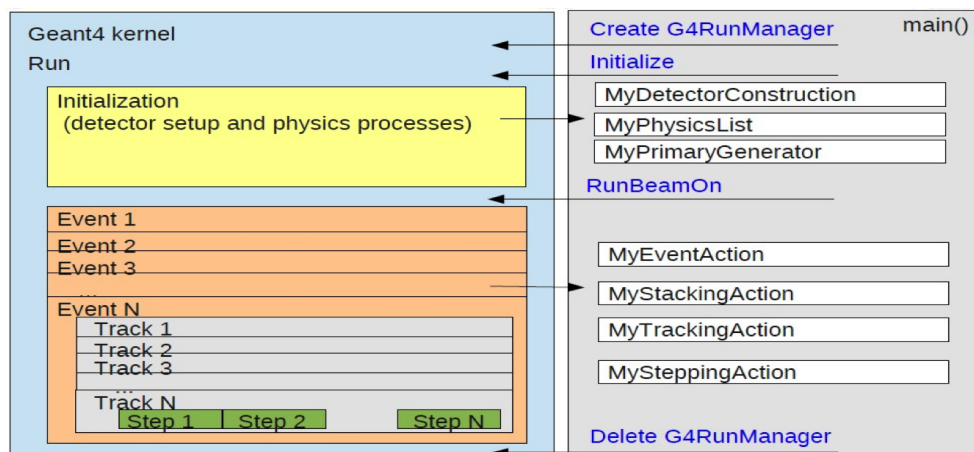 Geant4 kernel
Run
Initialization
(detector setup and physics processes)
Event 1
Event 2
Event 3
...
Event N
Track 1
Track 2
Track 3
...
Track N
Step 1
Step 2
Step N
main()
Create G4RunManager
Initialize
MyDetectorConstruction
MyPhysicsList
MyPrimaryGenerator
RunBeamOn
MyEventAction
MyStackingAction
MyTrackingAction
MySteppingAction
Delete G4RunManager